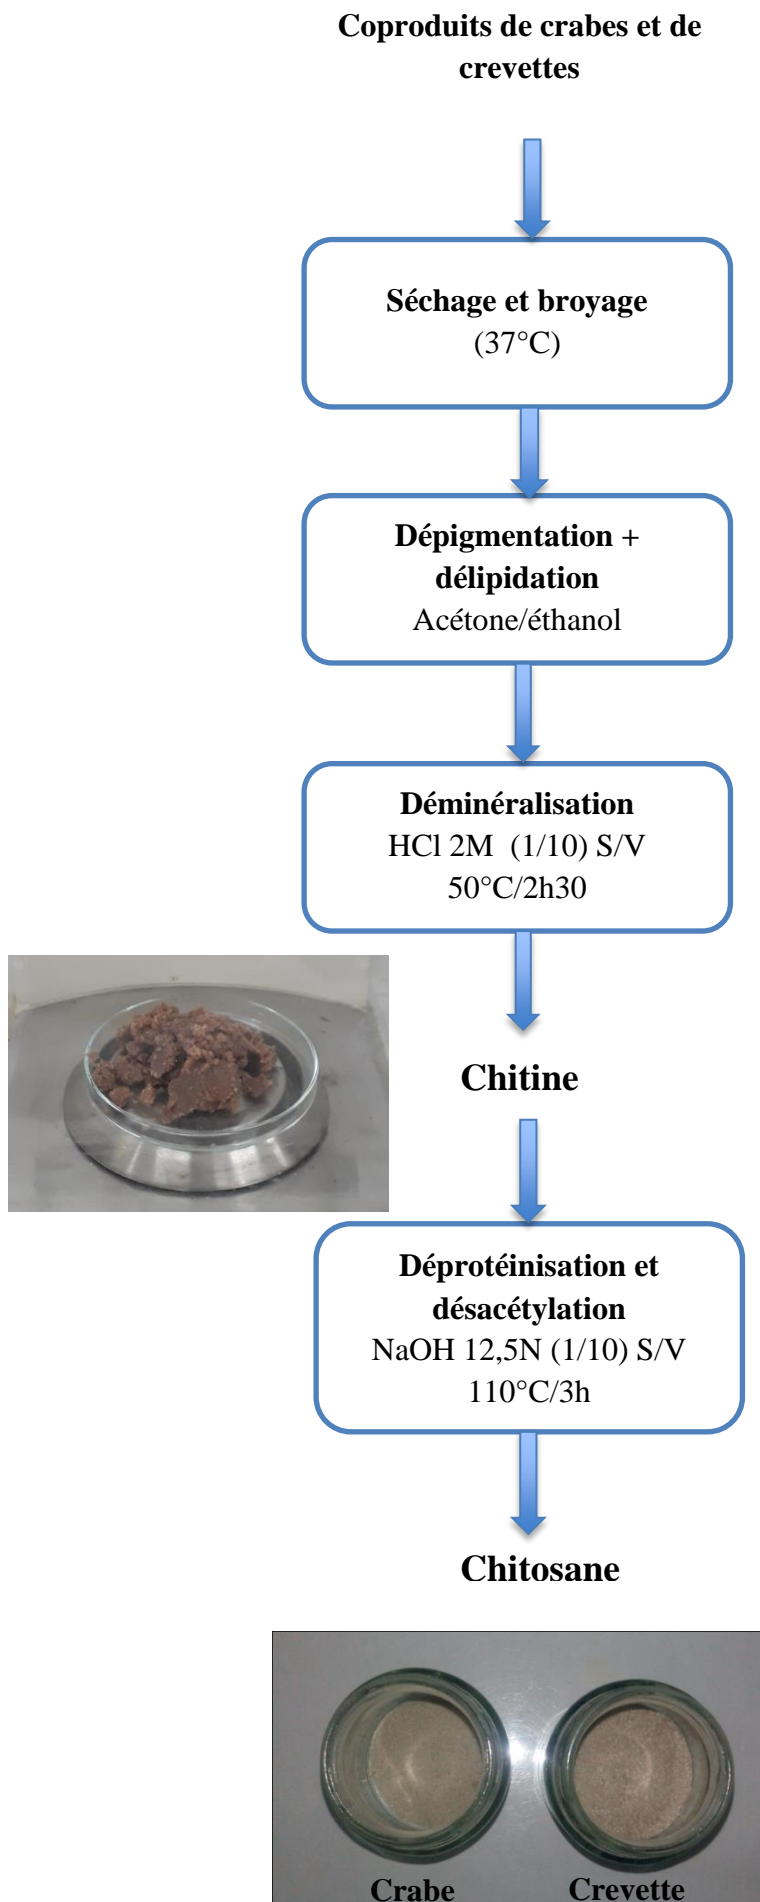 Coproduits de crabes et de
crevettes
Séchage et broyage
(37°C)
Dépigmentation +
délipidation
Acétone/éthanol
Déminéralisation
HCl 2M  (1/10) S/V
50°C/2h30
Chitine
Déprotéinisation et
désacétylation
NaOH 12,5N (1/10) S/V
110°C/3h
Chitosane
Crabe Crevette